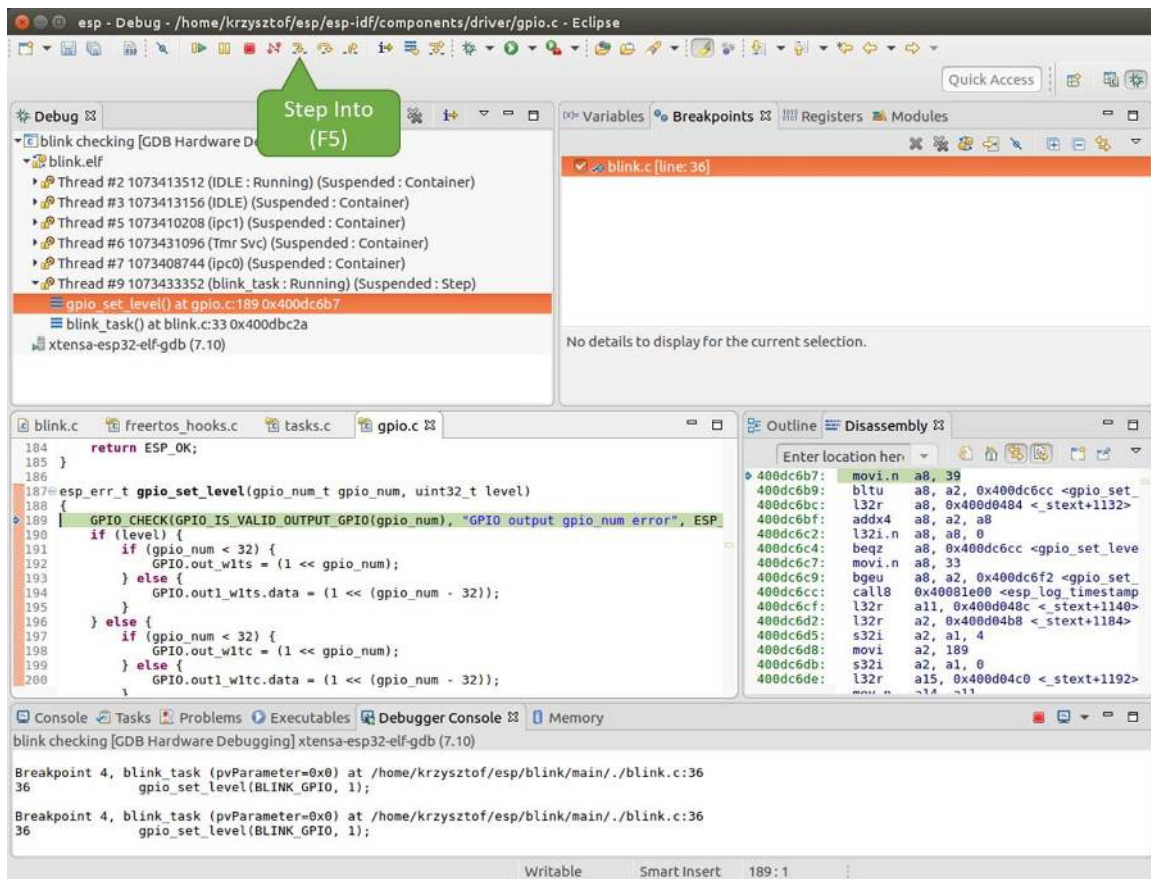 esp - Debug - /home/krzysztof/esp/esp-idf/components/driver/gpio.c - Eclipse
Quick Access
Step Into
(F5)
Debug
blink checking [GDB Hardware D
blink.elf
Thread #2 1073413512 (IDLE : Running) (Suspended : Container)
Thread #3 1073413156 (IDLE) (Suspended : Container)
Thread #5 1073410208 (ipc1) (Suspended : Container)
Thread #6 1073431096 (Tmr Svc) (Suspended : Container)
Thread #7 1073408744 (ipc0) (Suspended : Container)
Thread #9 1073433352 (blink_task : Running) (Suspended : Step)
gpio_set_level() at gpio.c:189 0x400dc6b7
blink_task() at blink.c:33 0x400dbc2a
xtensa-esp32-elf-gdb (7.10)
(x)= Variables Breakpoints Registers Modules
blink.c [line: 36]
No details to display for the current selection.
blink.c freertos_hooks.c tasks.c gpio.c
184 return ESP_OK;
185 }
186
187 esp_err_t gpio_set_level(gpio_num_t gpio_num, uint32_t level)
188 {
189 GPIO_CHECK(GPIO_IS_VALID_OUTPUT_GPIO(gpio_num), "GPIO output gpio_num error", ESP_
190 if (level) {
191 if (gpio_num < 32) {
192 GPIO.out_w1ts = (1 << gpio_num);
193 } else {
194 GPIO.out1_w1ts.data = (1 << (gpio_num - 32));
195 }
196 } else {
197 if (gpio_num < 32) {
198 GPIO.out_w1tc = (1 << gpio_num);
199 } else {
200 GPIO.out1_w1tc.data = (1 << (gpio_num - 32));
}
Outline Disassembly
Enter location her
400dc6b7: movi.n a8, 39
400dc6b9: bltu a8, a2, 0x400dc6cc <gpio_set_
400dc6bc: l32r a8, 0x400d0484 <_stext+1132>
400dc6bf: addx4 a8, a2, a8
400dc6c2: l32i.n a8, a8, 0
400dc6c4: beqz a8, 0x400dc6cc <gpio_set_leve
400dc6c7: movi.n a8, 33
400dc6c9: bgeu a8, a2, 0x400dc6f2 <gpio_set_
400dc6cc: call8 0x40081e00 <esp_log_timestamp
400dc6cf: l32r a11, 0x400d048c <_stext+1140>
400dc6d2: l32r a2, 0x400d04b8 <_stext+1184>
400dc6d5: s32i a2, a1, 4
400dc6d8: movi a2, 189
400dc6db: s32i a2, a1, 0
400dc6de: l32r a15, 0x400d04c0 <_stext+1192>
mov.n a14, a11
Console Tasks Problems Executables Debugger Console Memory
blink checking [GDB Hardware Debugging] xtensa-esp32-elf-gdb (7.10)
Breakpoint 4, blink_task (pvParameter=0x0) at /home/krzysztof/esp/blink/main/./blink.c:36
36 gpio_set_level(BLINK_GPIO, 1);
Breakpoint 4, blink_task (pvParameter=0x0) at /home/krzysztof/esp/blink/main/./blink.c:36
36 gpio_set_level(BLINK_GPIO, 1);
Writable Smart Insert 189 : 1